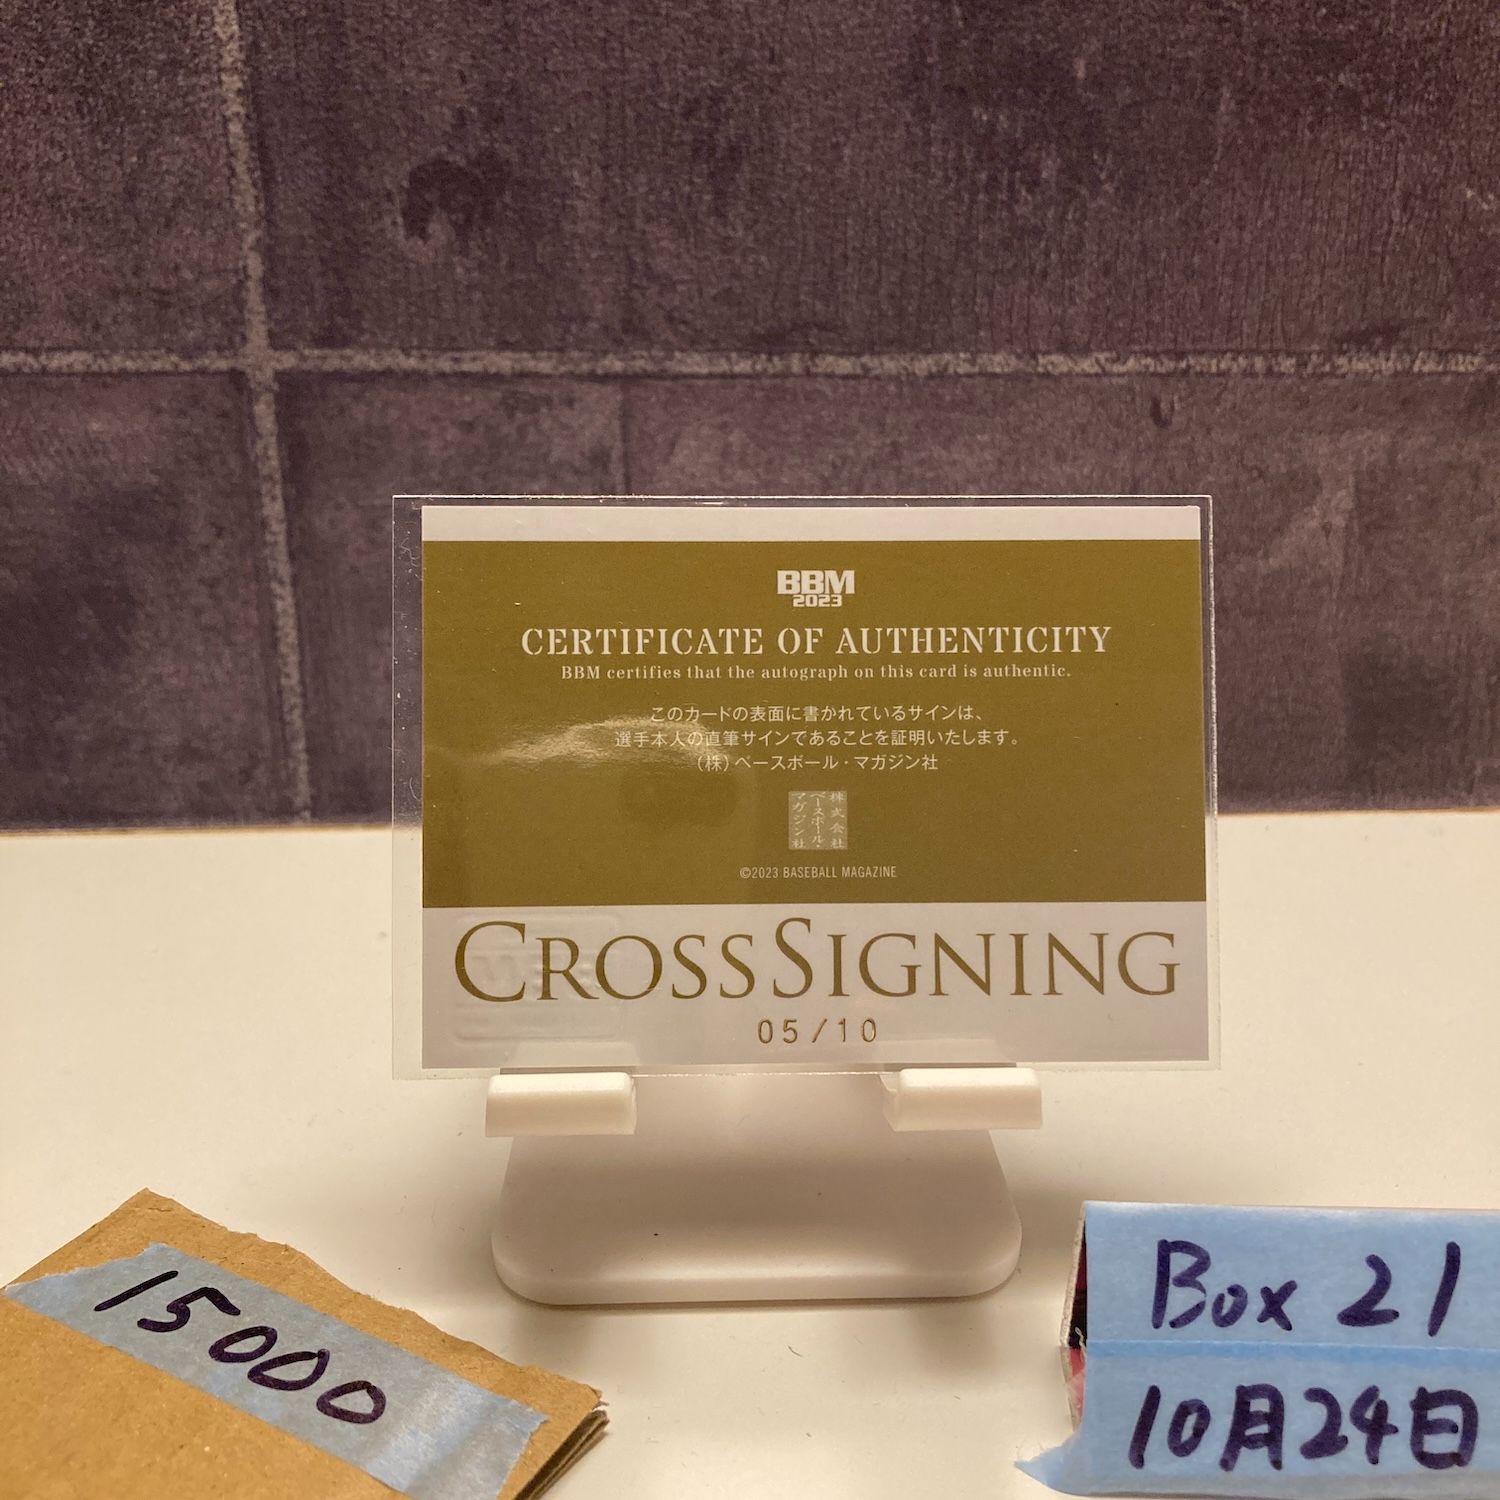 BBM
2023
CERTIFICATE OF AUTHENTICITY
BBM certifies that the autograph on this card is authentic.
このカードの表面に書かれているサインは、
選手本人の直筆サインであることを証明いたします。
(株)ベースボール・マガジン社
株式会社
ベースボール・
マガジン社
©2023 BASEBALL MAGAZINE
CROSSSIGNING
05/10
15000
Box 21
10月24日